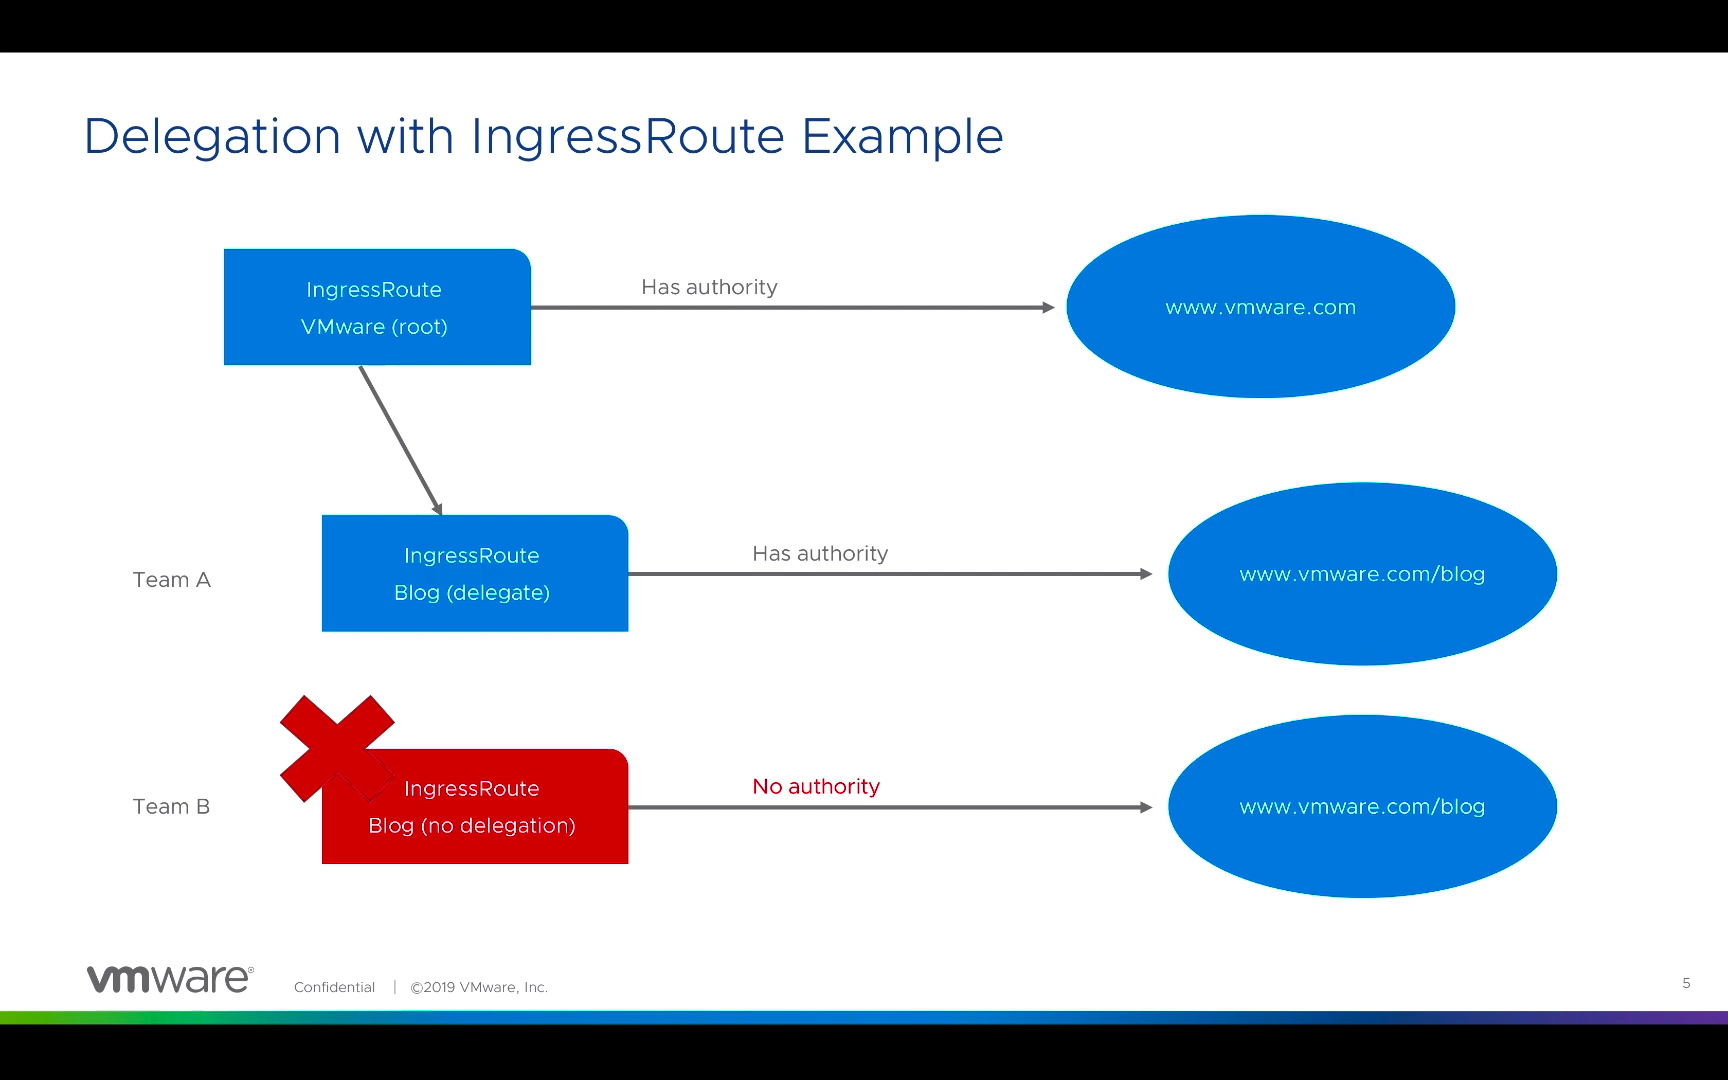 Delegation with IngressRoute Example
IngressRoute
VMware (root)
Has authority
www.vmware.com
Team A
IngressRoute
Blog (delegate)
Has authority
www.vmware.com/blog
Team B
IngressRoute
Blog (no delegation)
No authority
www.vmware.com/blog
vmware®
Confidential | ©2019 VMware, Inc.
5